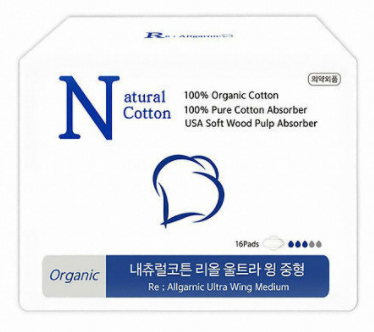 Re ; Allgarnic
의약외품
Natural
Cotton
100% Organic Cotton
100% Pure Cotton Absorber
USA Soft Wood Pulp Absorber
16Pads
Organic
내츄럴코튼 리올 울트라 윙 중형
Re ; Allgarnic Ultra Wing Medium